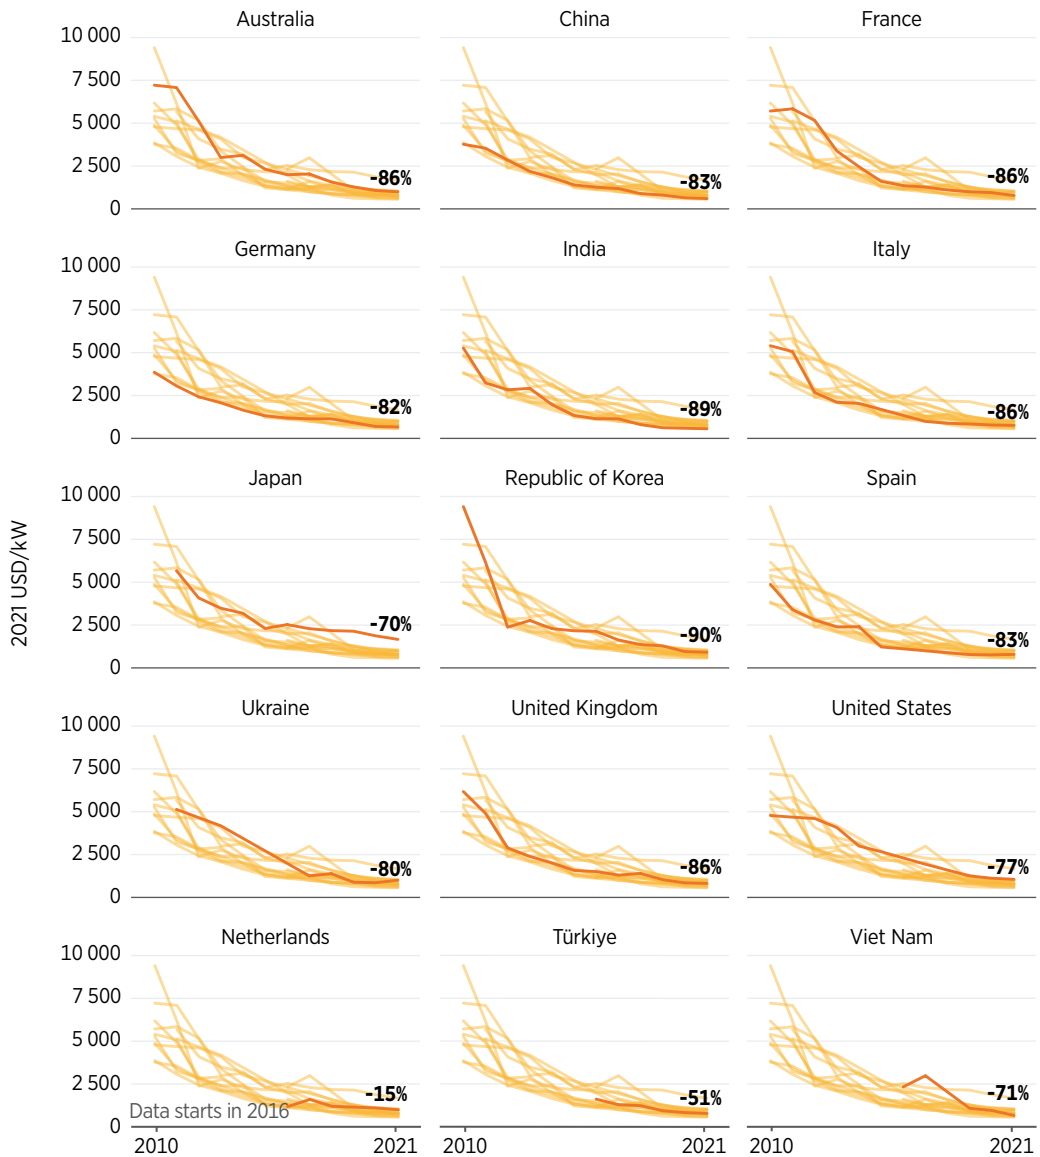 Australia
China
France
10 000
7 500
5 000
2 500
0
-86%
-83%
-86%
Germany
India
Italy
10 000
7 500
5 000
2 500
0
-82%
-89%
-86%
2021 USD/kW
Japan
Republic of Korea
Spain
10 000
7 500
5 000
2 500
0
-70%
-90%
-83%
Ukraine
United Kingdom
United States
10 000
7 500
5 000
2 500
0
-80%
-86%
-77%
Netherlands
Türkiye
Viet Nam
10 000
7 500
5 000
2 500
0
-15%
-51%
-71%
Data starts in 2016
2010
2021
2010
2021
2010
2021